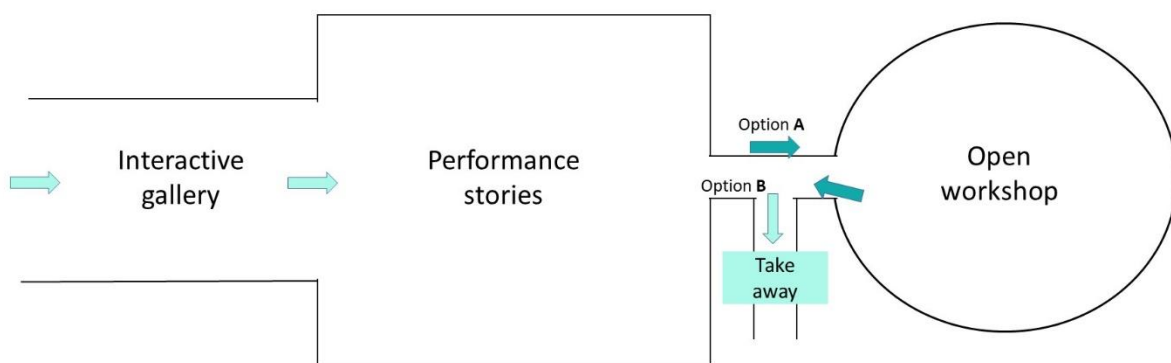 Interactive
gallery
Performance
stories
Option A
Option B
Take
away
Open
workshop